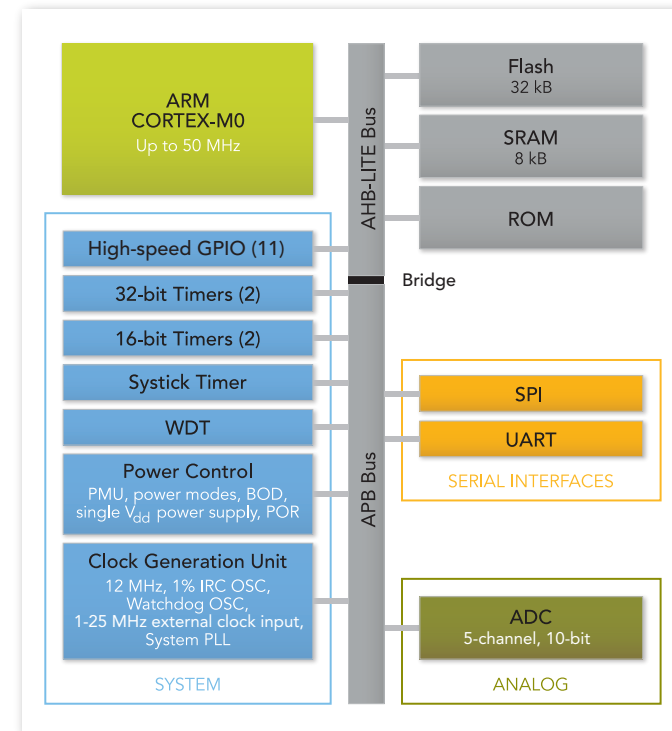 ARM
CORTEX-M0
Up to 50 MHz
AHB-LITE Bus
Flash
32 kB
SRAM
8 kB
ROM
High-speed GPIO (11)
Bridge
32-bit Timers (2)
16-bit Timers (2)
Systick Timer
WDT
Power Control
PMU, power modes, BOD,
single Vdd power supply, POR
Clock Generation Unit
12 MHz, 1% IRC OSC,
Watchdog OSC,
1-25 MHz external clock input,
System PLL
SYSTEM
APB Bus
SPI
UART
SERIAL INTERFACES
ADC
5-channel, 10-bit
ANALOG